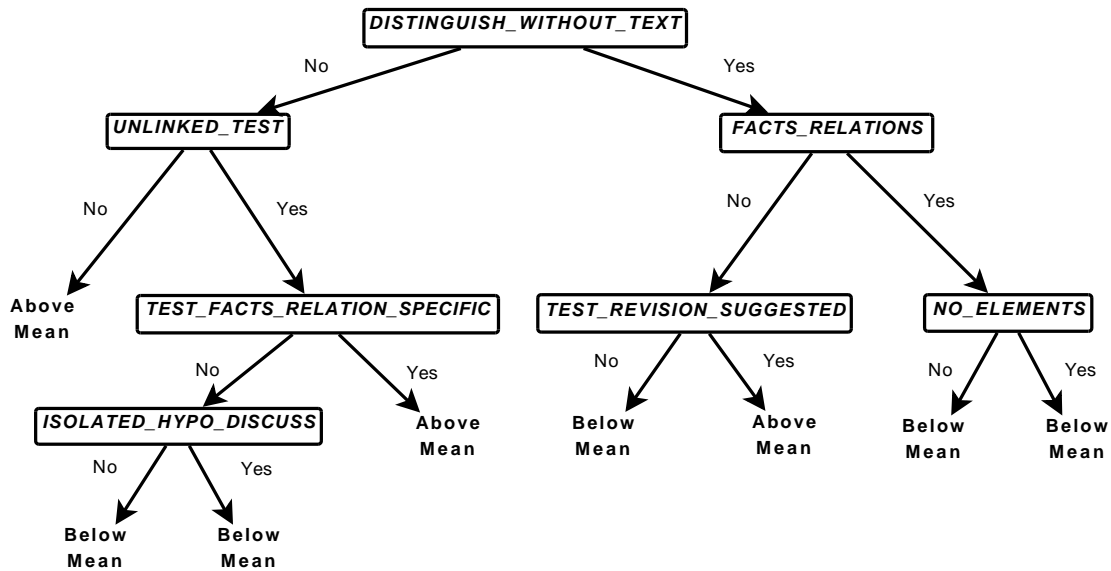 DISTINGUISH_WITHOUT_TEXT
No
Yes
UNLINKED_TEST
FACTS_RELATIONS
No
Yes
No
Yes
Above
Mean
TEST_FACTS_RELATION_SPECIFIC
TEST_REVISION_SUGGESTED
NO_ELEMENTS
No
Yes
No
Yes
No
Yes
ISOLATED_HYPO_DISCUSS
Above
Mean
Below
Mean
Above
Mean
Below
Mean
Below
Mean
No
Yes
Below
Mean
Below
Mean